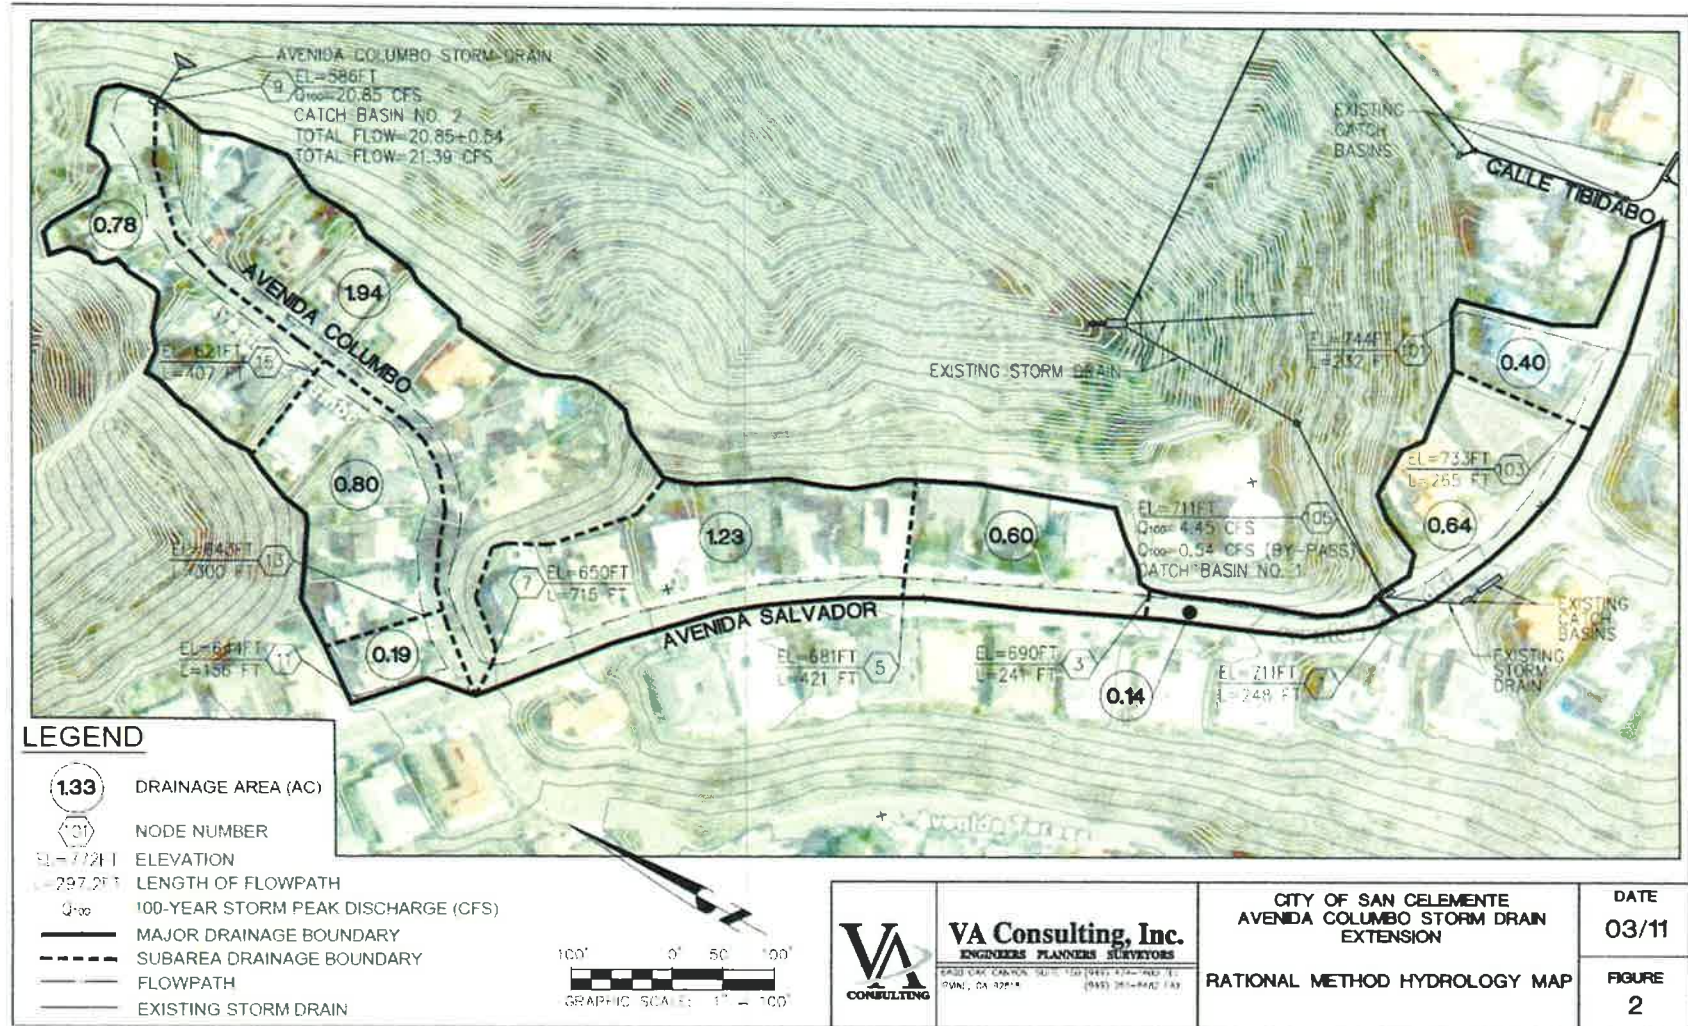 AVENIDA COLUMBO STORM DRAIN
9
EL=586FT
Q100=20.85 CFS
CATCH BASIN NO. 2
TOTAL FLOW=20.85+0.54
TOTAL FLOW=21.39 CFS
EXISTING
CATCH
BASINS
CALLE TIBIDABO
0.78
1.94
AVENIDA COLUMBO
EL=621FT
L=407 FT
15
EXISTING STORM DRAIN
EL=744FT
L=232 FT
0.40
0.80
1.23
0.60
EL=711FT
Q100=4.45 CFS
Q100=0.54 CFS (BY-PASS)
CATCH BASIN NO. 1
105
EL=733FT
L=255 FT
103
0.64
EL=643FT
L=300 FT
13
7
EL=650FT
L=715 FT
AVENIDA SALVADOR
EL=644FT
L=156 FT
11
0.19
EL=681FT
L=421 FT
5
EL=690FT
L=241 FT
3
0.14
EL=711FT
L=248 FT
EXISTING
CATCH
BASINS
EXISTING
STORM
DRAIN
LEGEND
1.33 DRAINAGE AREA (AC)
101 NODE NUMBER
EL=772FT ELEVATION
L=297.2FT LENGTH OF FLOWPATH
Q100 100-YEAR STORM PEAK DISCHARGE (CFS)
MAJOR DRAINAGE BOUNDARY
SUBAREA DRAINAGE BOUNDARY
FLOWPATH
EXISTING STORM DRAIN
100' 0' 50' 100'
GRAPHIC SCALE: 1" = 100'
VA
CONSULTING
VA Consulting, Inc.
ENGINEERS PLANNERS SURVEYORS
CITY OF SAN CELEMENTE
AVENIDA COLUMBO STORM DRAIN
EXTENSION
RATIONAL METHOD HYDROLOGY MAP
DATE
03/11
FIGURE
2